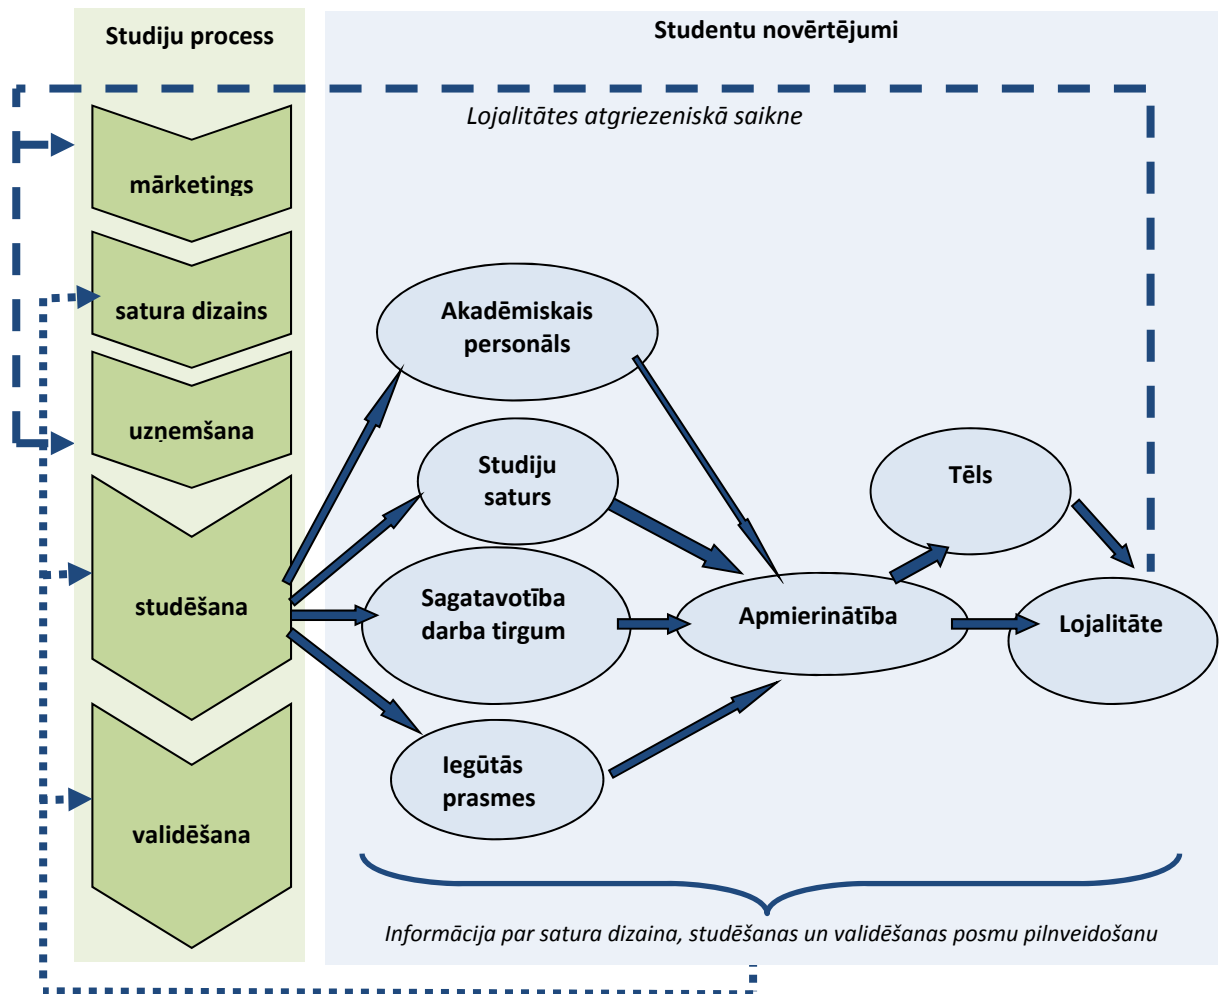 Studiju process
Studentu novērtējumi
Lojalitātes atgriezeniskā saikne
mārketings
satura dizains
uzņemšana
studēšana
validēšana
Akadēmiskais
personāls
Studiju
saturs
Sagatavotība
darba tirgum
Iegūtās
prasmes
Apmierinātība
Tēls
Lojalitāte
Informācija par satura dizaina, studēšanas un validēšanas posmu pilnveidošanu